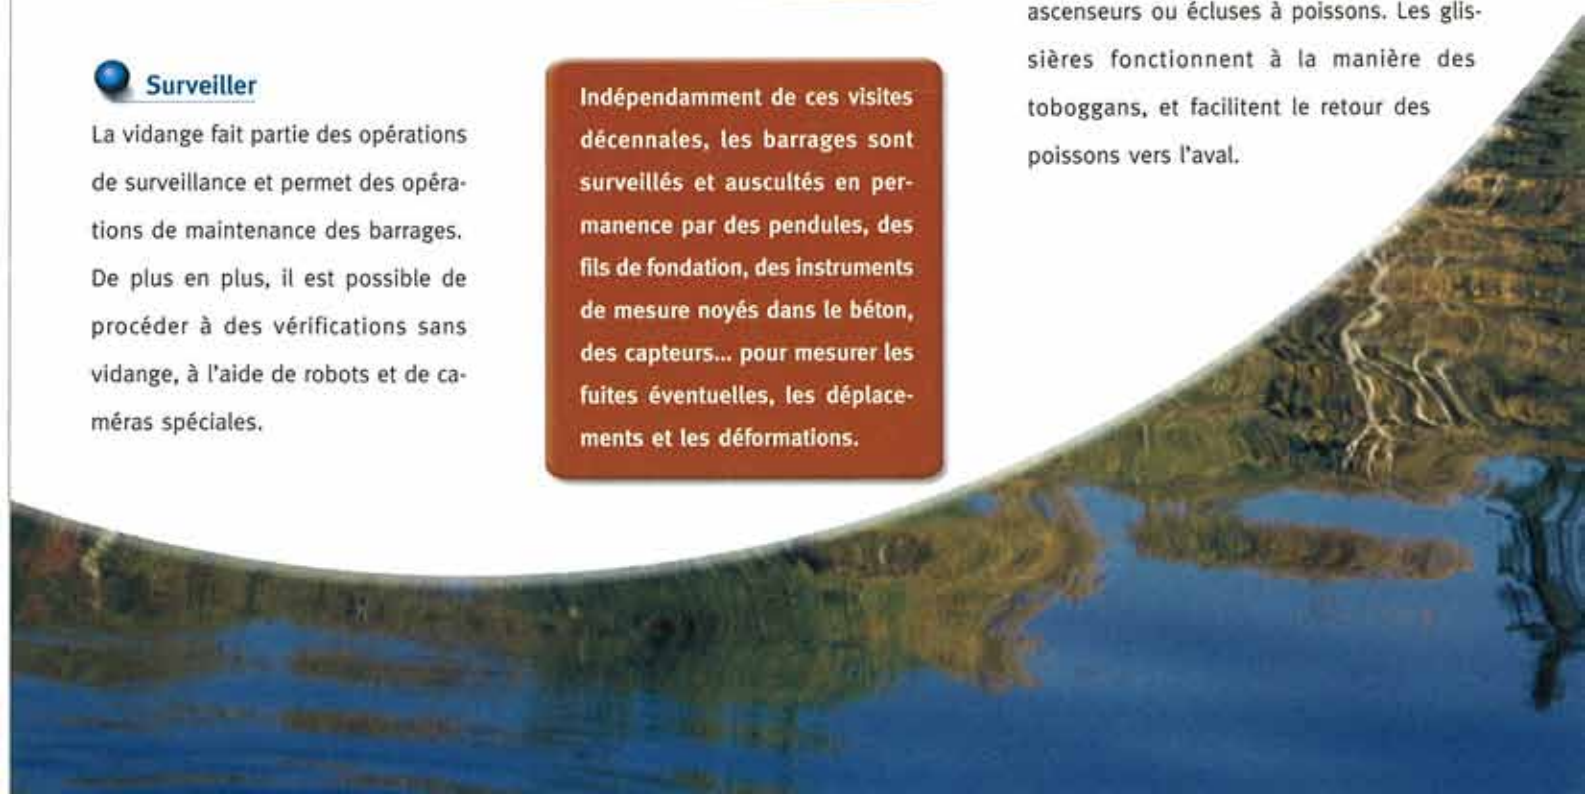 Surveiller
La vidange fait partie des opérations
de surveillance et permet des opéra-
tions de maintenance des barrages.
De plus en plus, il est possible de
procéder à des vérifications sans
vidange, à l'aide de robots et de ca-
méras spéciales.
Indépendamment de ces visites
décennales, les barrages sont
surveillés et auscultés en per-
manence par des pendules, des
fils de fondation, des instruments
de mesure noyés dans le béton,
des capteurs... pour mesurer les
fuites éventuelles, les déplace-
ments et les déformations.
ascenseurs ou écluses à poissons. Les glis-
sières fonctionnent à la manière des
toboggans, et facilitent le retour des
poissons vers l'aval.